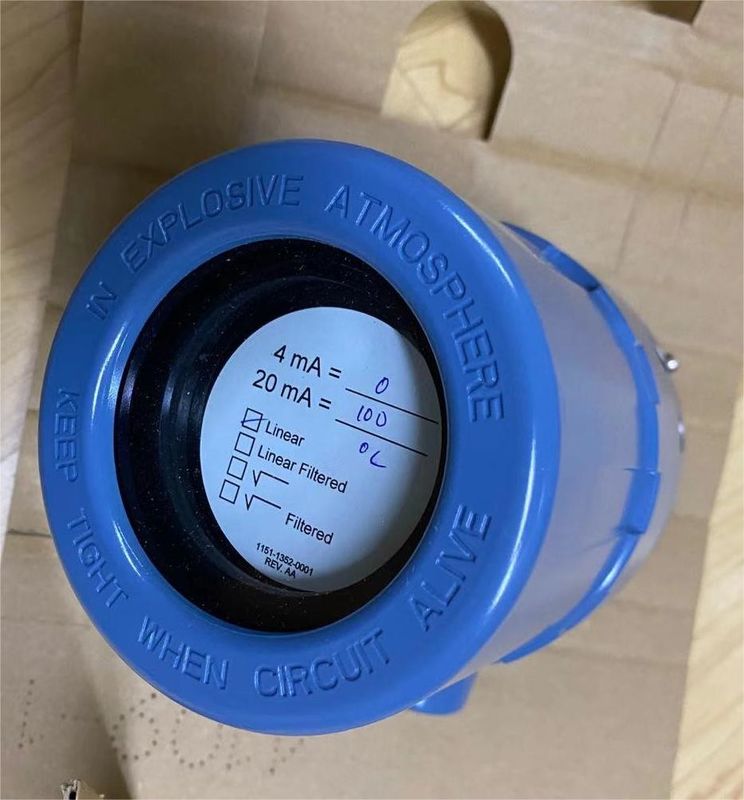 IN EXPLOSIVE ATMOSPHERE
KEEP TIGHT WHEN CIRCUIT ALIVE
4 mA = 0
20 mA = 100
Linear
Linear Filtered
√
√ Filtered
1151-1352-0001
REV. AA